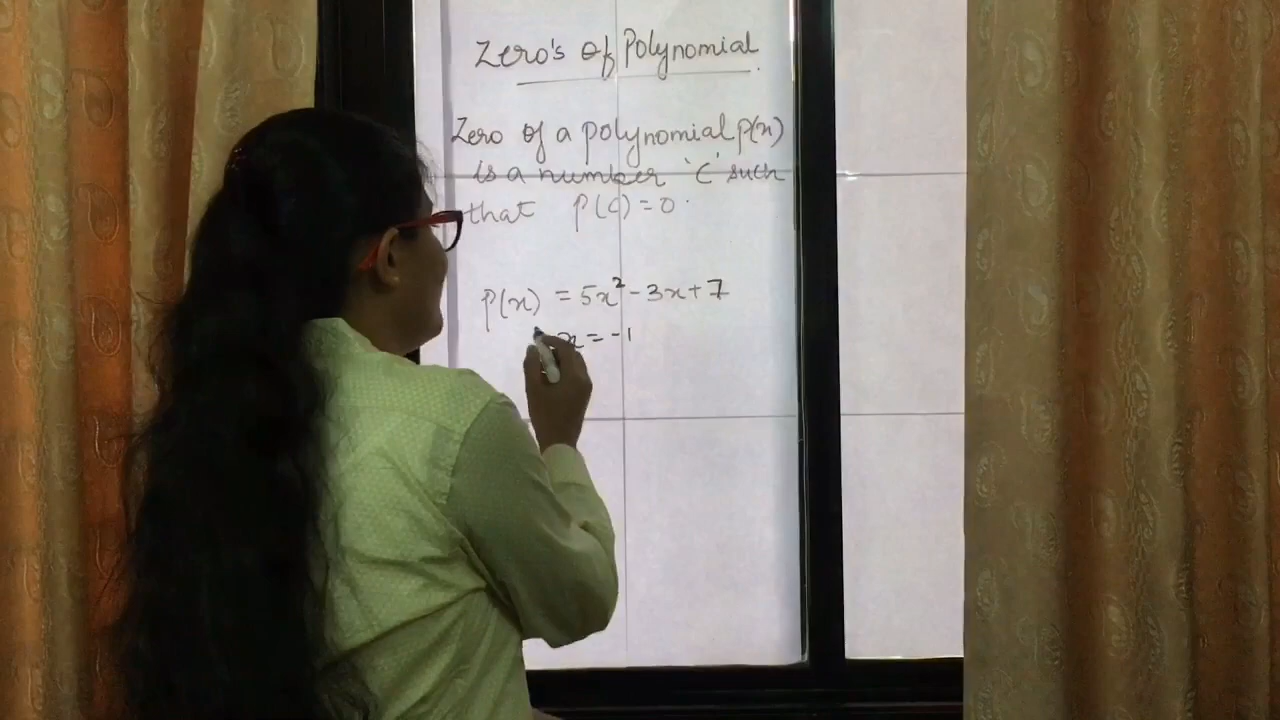 Zero's of Polynomial
Zero of a polynomial p(x)
is a number 'c' such
that p(c) = 0.
p(x) = 5x² - 3x + 7
x = -1